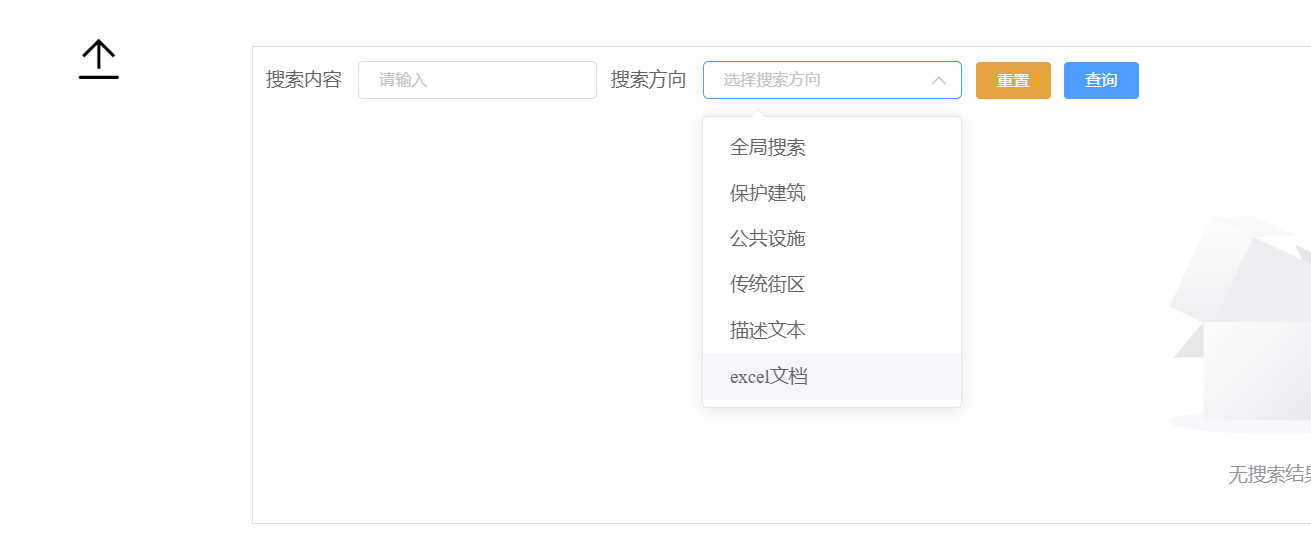 搜索内容 请输入 搜索方向 选择搜索方向 重置 查询
全局搜索
保护建筑
公共设施
传统街区
描述文本
excel文档
无搜索结